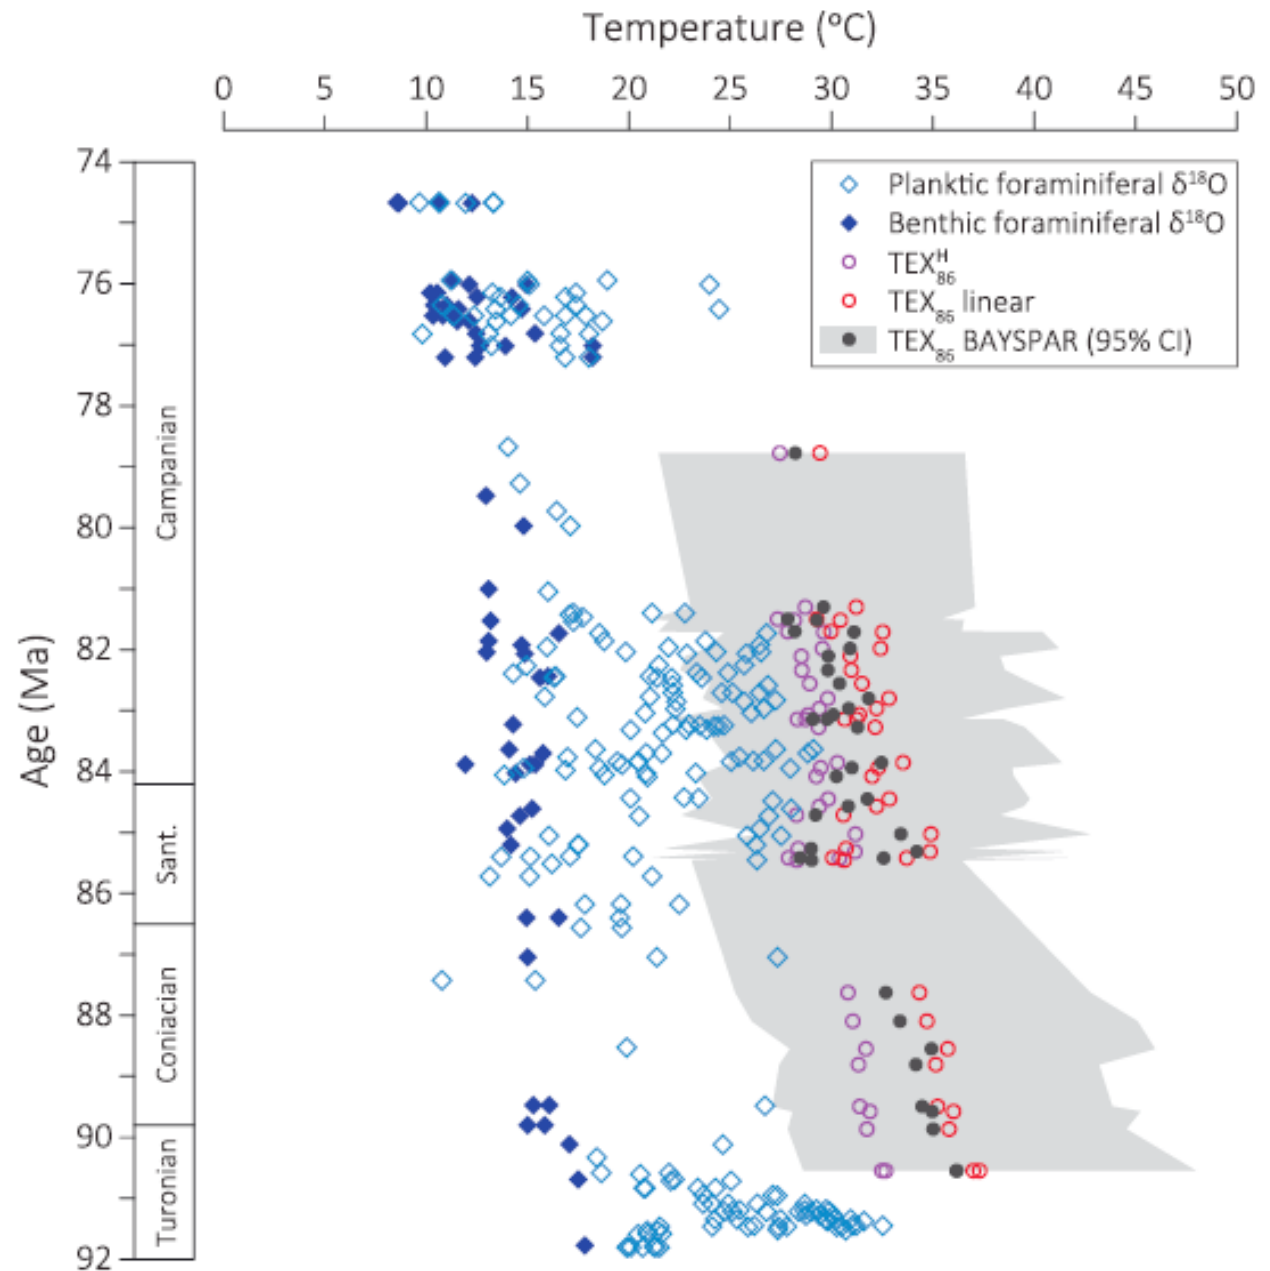 Temperature (ºC)
0 5 10 15 20 25 30 35 40 45 50
Planktic foraminiferal δ¹⁸O
Benthic foraminiferal δ¹⁸O
TEX₈₆ᴴ
TEX₈₆ linear
TEX₈₆ BAYSPAR (95% CI)
Age (Ma)
74
76
78
80
82
84
86
88
90
92
Campanian
Sant.
Coniacian
Turonian